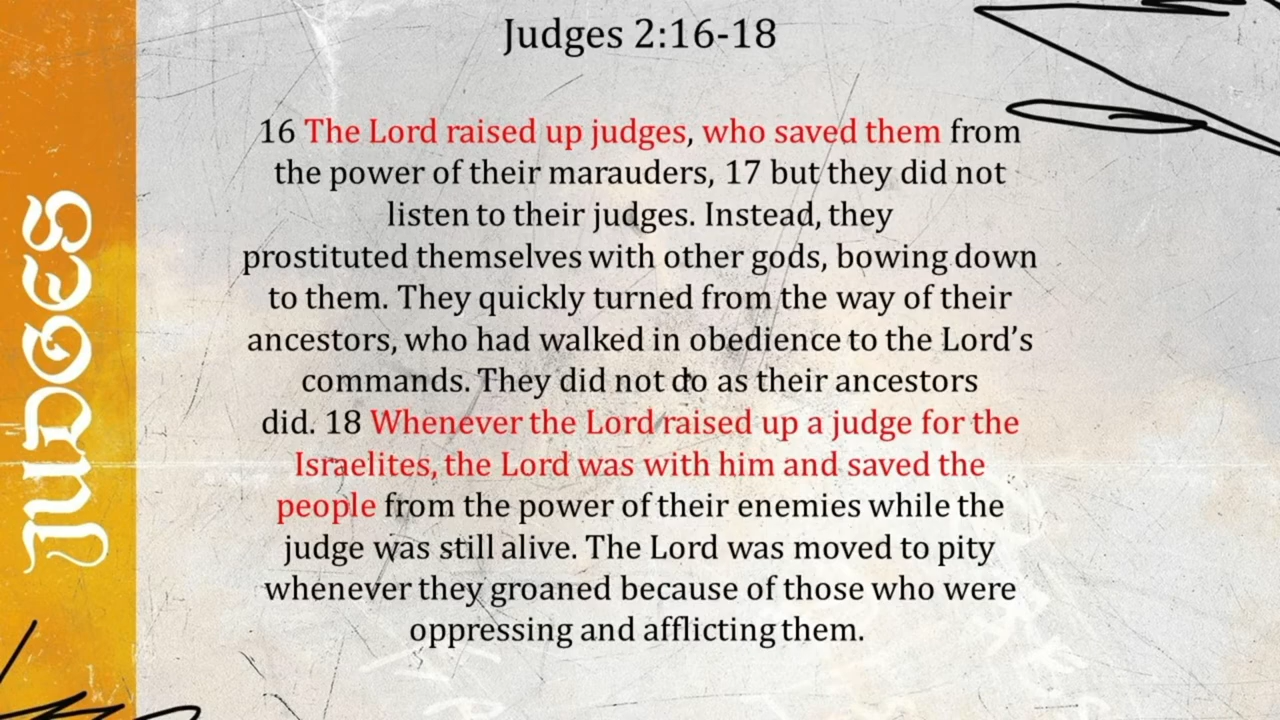 Judges 2:16-18
16 The Lord raised up judges, who saved them from
the power of their marauders, 17 but they did not
listen to their judges. Instead, they
prostituted themselves with other gods, bowing down
to them. They quickly turned from the way of their
ancestors, who had walked in obedience to the Lord’s
commands. They did not do as their ancestors
did. 18 Whenever the Lord raised up a judge for the
Israelites, the Lord was with him and saved the
people from the power of their enemies while the
judge was still alive. The Lord was moved to pity
whenever they groaned because of those who were
oppressing and afflicting them.
JUDGES